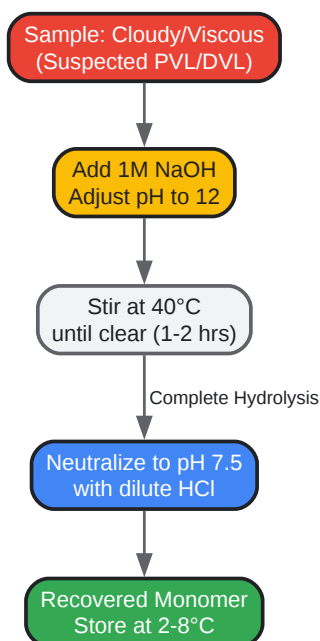 Sample: Cloudy/Viscous
(Suspected PVL/DVL)
Add 1M NaOH
Adjust pH to 12
Stir at 40°C
until clear (1-2 hrs)
Complete Hydrolysis
Neutralize to pH 7.5
with dilute HCl
Recovered Monomer
Store at 2-8°C